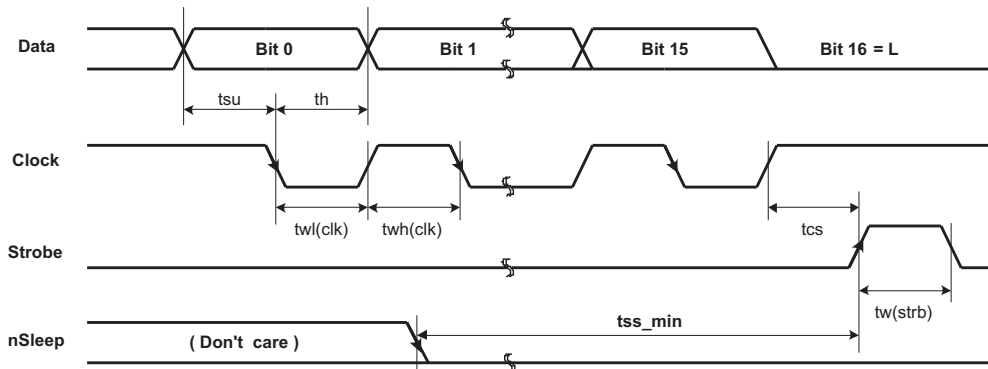 Data
Bit 0
Bit 1
Bit 15
Bit 16 = L
tsu
th
Clock
twl(clk)
twh(clk)
tcs
Strobe
tw(strb)
tss_min
nSleep
( Don't care )